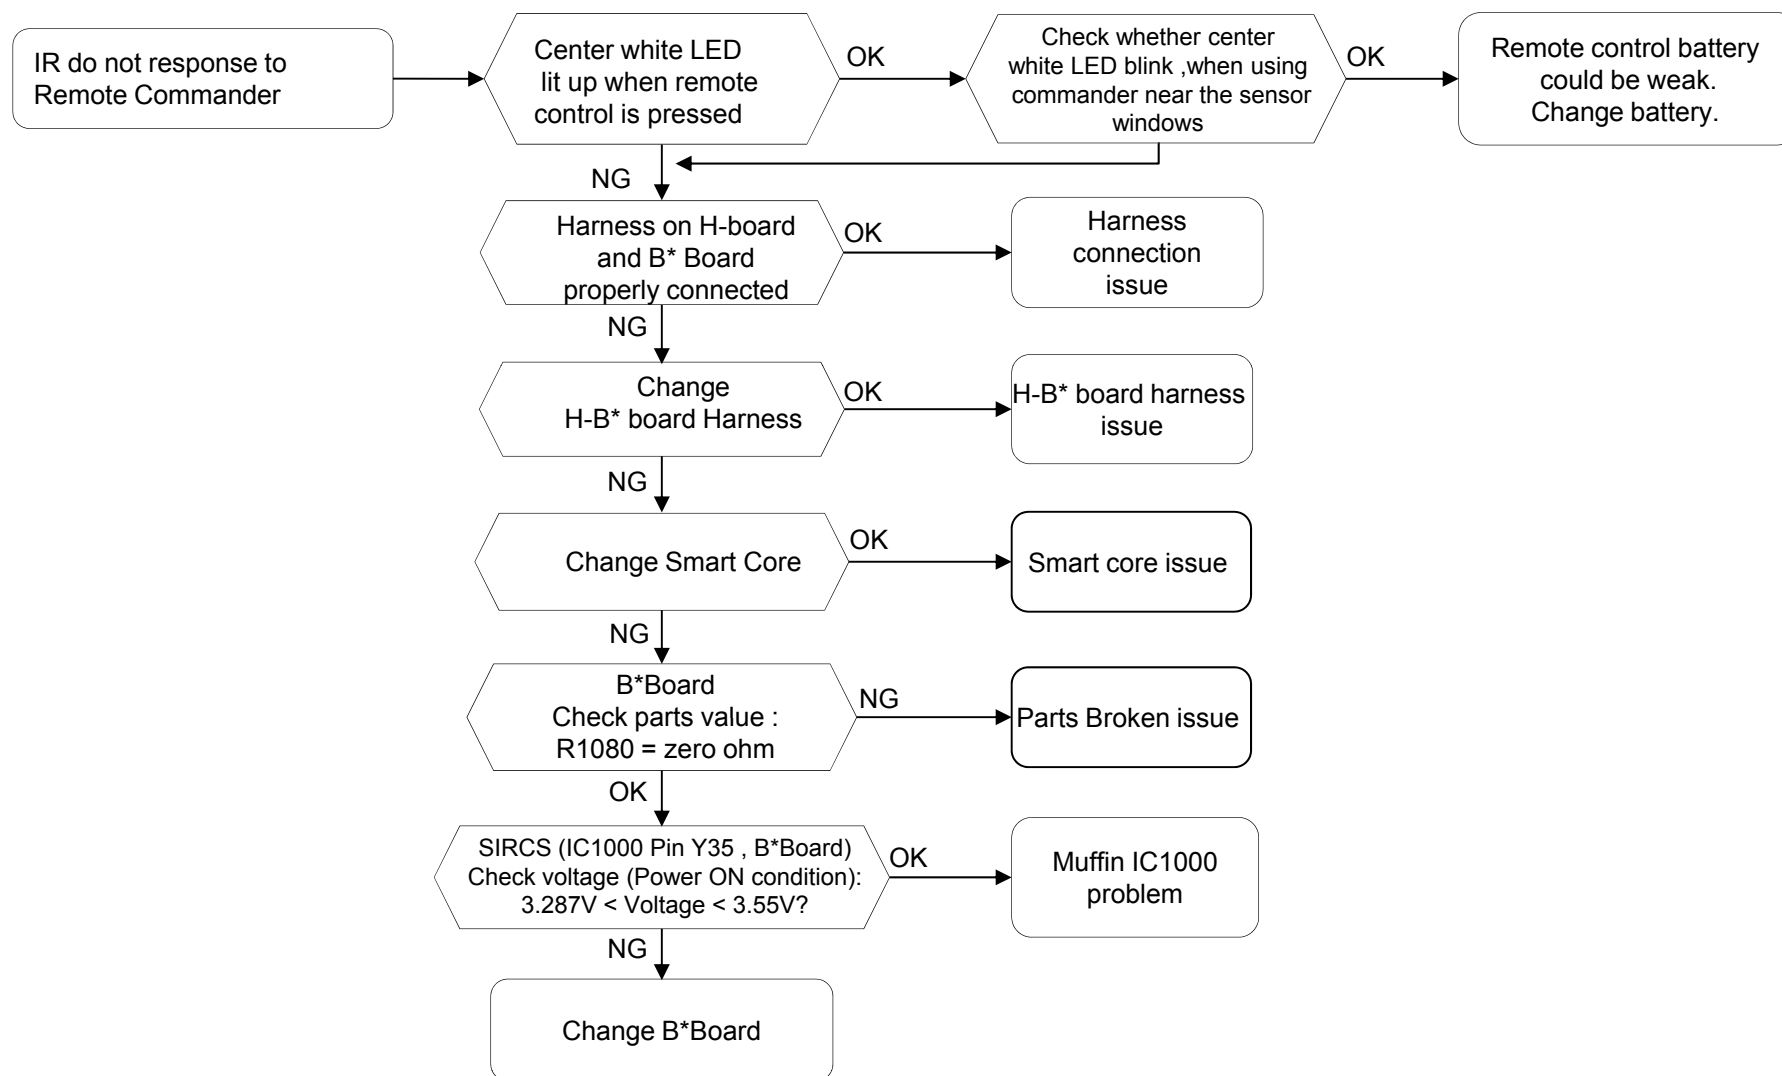 IR do not response to
Remote Commander
Center white LED
lit up when remote
control is pressed
OK
Check whether center
white LED blink ,when using
commander near the sensor
windows
OK
Remote control battery
could be weak.
Change battery.
NG
Harness on H-board
and B* Board
properly connected
OK
Harness
connection
issue
NG
Change
H-B* board Harness
OK
H-B* board harness
issue
NG
Change Smart Core
OK
Smart core issue
NG
B*Board
Check parts value :
R1080 = zero ohm
NG
Parts Broken issue
OK
SIRCS (IC1000 Pin Y35 , B*Board)
Check voltage (Power ON condition):
3.287V < Voltage < 3.55V?
OK
Muffin IC1000
problem
NG
Change B*Board